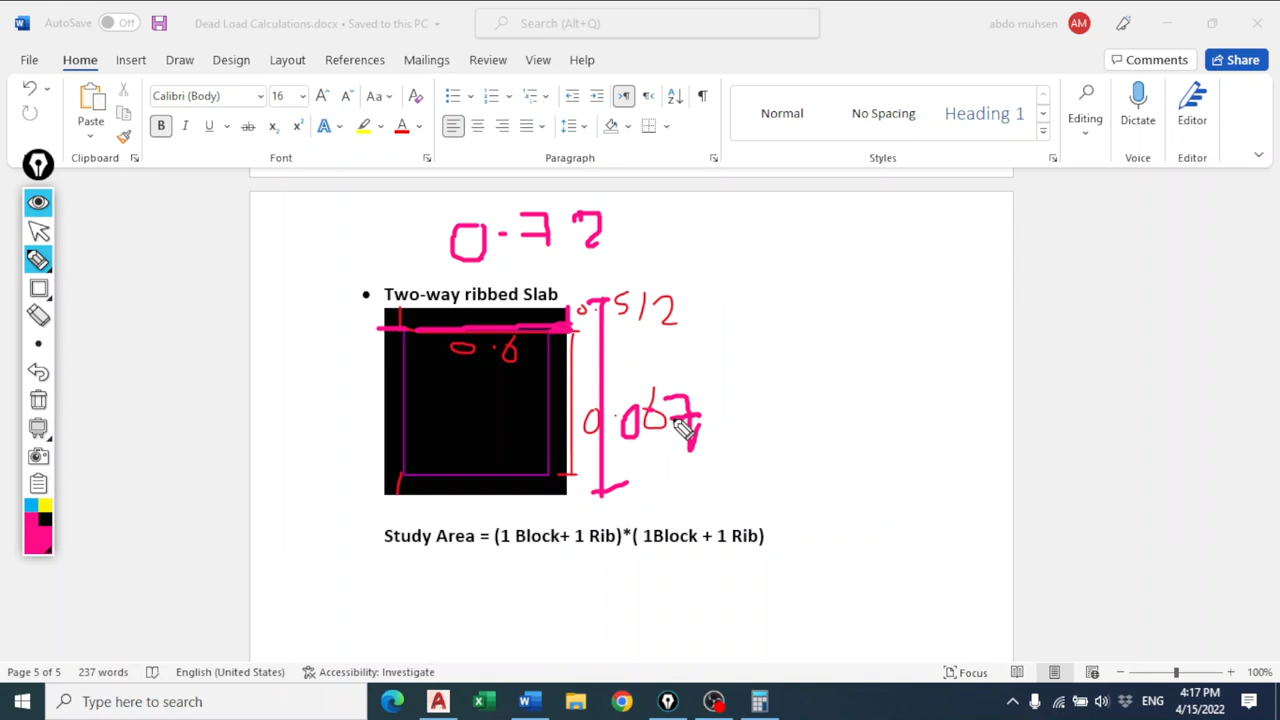 AutoSave Off Dead Load Calculations.docx • Saved to this PC Search (Alt+Q) abdo muhsen AM
File Home Insert Draw Design Layout References Mailings Review View Help Comments Share
Paste Calibri (Body) 16 Normal No Spacing Heading 1 Editing Dictate Editor
Clipboard Font Paragraph Styles Voice Editor
0.72
Two-way ribbed Slab
0.6
Study Area = (1 Block+ 1 Rib)*( 1Block + 1 Rib)
Page 5 of 5 237 words English (United States) Accessibility: Investigate Focus 100%
Type here to search ENG 4:17 PM
4/15/2022